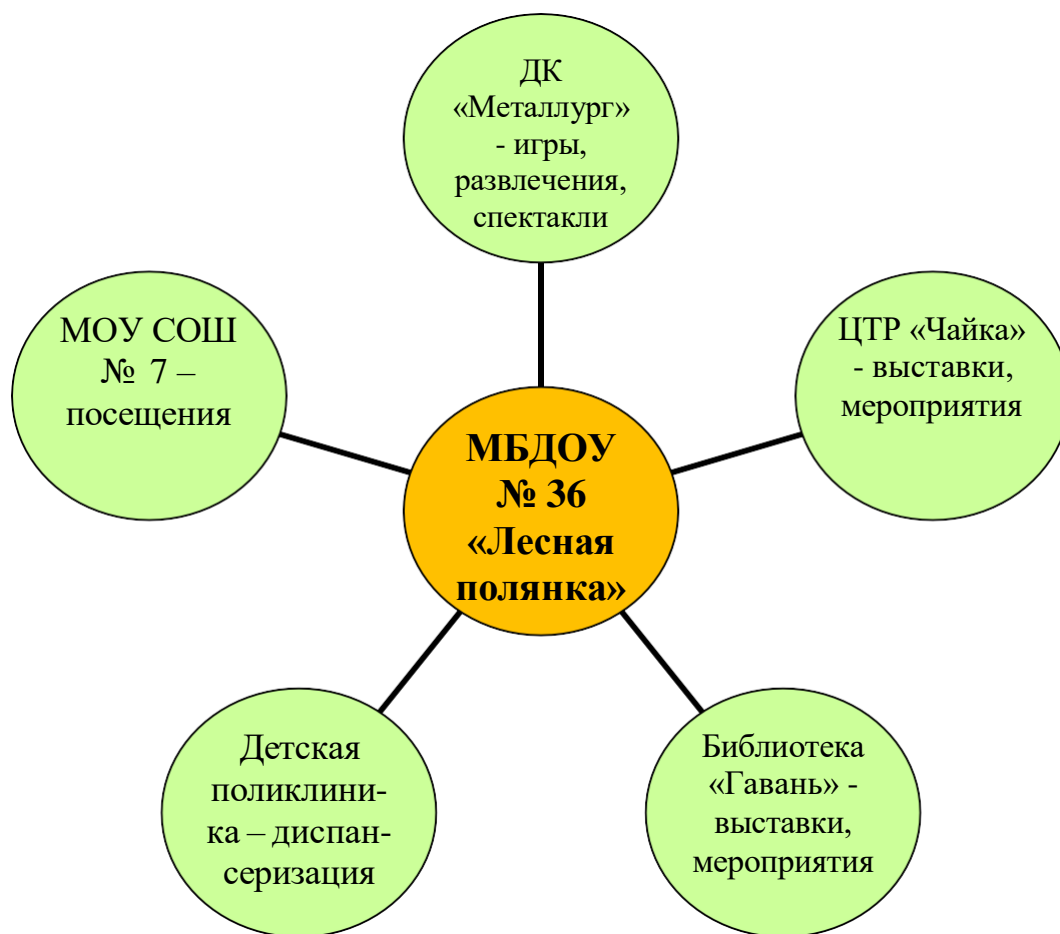 ДК
«Металлург»
- игры,
развлечения,
спектакли
МОУ СОШ
№ 7 –
посещения
ЦТР «Чайка»
- выставки,
мероприятия
МБДОУ
№ 36
«Лесная
полянка»
Детская
поликлини-
ка – диспан-
серизация
Библиотека
«Гавань» -
выставки,
мероприятия